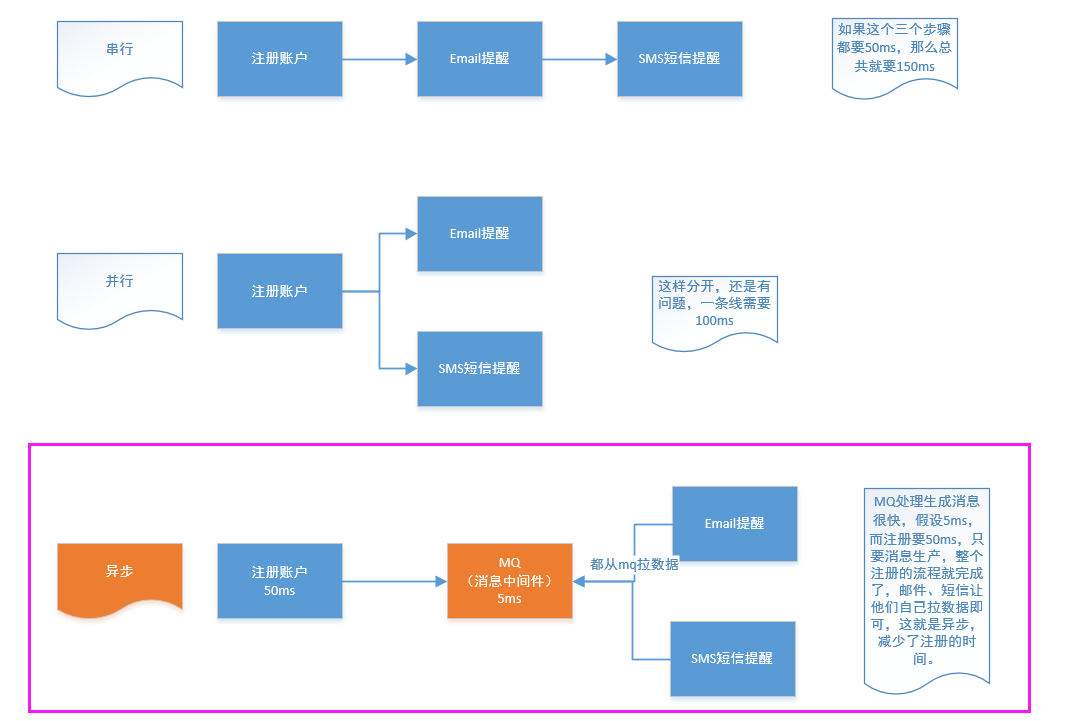 串行
注册账户
Email提醒
SMS短信提醒
如果这个三个步骤
都要50ms，那么总
共就要150ms
并行
注册账户
Email提醒
SMS短信提醒
这样分开，还是有
问题，一条线需要
100ms
异步
注册账户
50ms
MQ
（消息中间件）
5ms
都从mq拉数据
Email提醒
SMS短信提醒
MQ处理生成消息
很快，假设5ms，
而注册要50ms，只
要消息生产，整个
注册的流程就完成
了，邮件、短信让
他们自己拉数据即
可，这就是异步，
减少了注册的时
间。